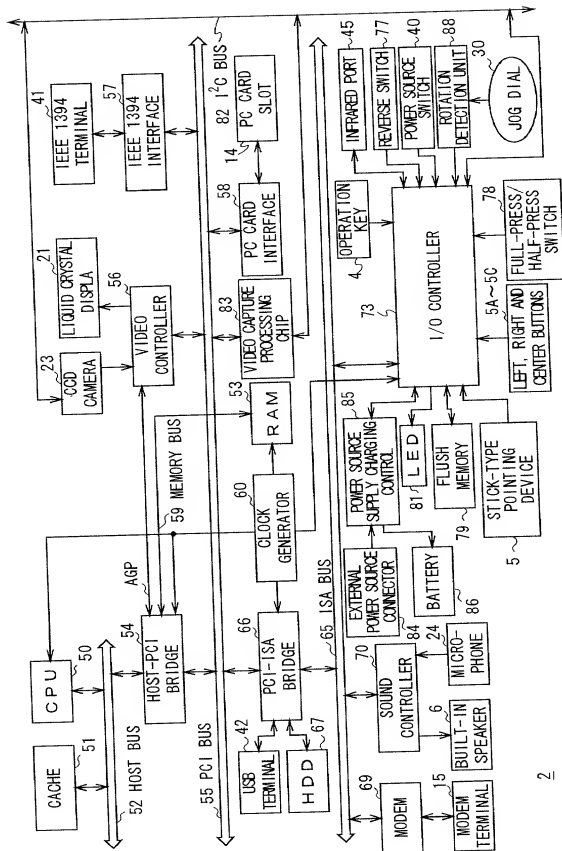 CACHE
51
CPU
50
52 HOST BUS
HOST-PCI
BRIDGE
54
AGP
59 MEMORY BUS
CCD
CAMERA
23
LIQUID CRYSTAL
DISPLA
21
VIDEO
CONTROLLER
56
IEEE 1394
TERMINAL
41
IEEE 1394
INTERFACE
57
82 I²C BUS
55 PCI BUS
USB
TERMINAL
42
HDD
67
PCI-ISA
BRIDGE
66
CLOCK
GENERATOR
60
RAM
53
VIDEO CAPTURE
PROCESSING
CHIP
83
PC CARD
INTERFACE
58
PC CARD
SLOT
14
65 ISA BUS
MODEM
69
MODEM
TERMINAL
15
SOUND
CONTROLLER
70
BUILT-IN
SPEAKER
6
MICRO-
PHONE
24
EXTERNAL
POWER SOURCE
CONNECTOR
84
POWER SOURCE
SUPPLY CHARGING
CONTROL
85
BATTERY
86
LED
81
FLUSH
MEMORY
79
STICK-TYPE
POINTING
DEVICE
5
I/O CONTROLLER
73
OPERATION
KEY
4
INFRARED PORT
45
REVERSE SWITCH
77
POWER SOURCE
SWITCH
40
ROTATION
DETECTION UNIT
88
JOG DIAL
30
LEFT, RIGHT AND
CENTER BUTTONS
5A~5C
FULL-PRESS/
HALF-PRESS
SWITCH
78
2